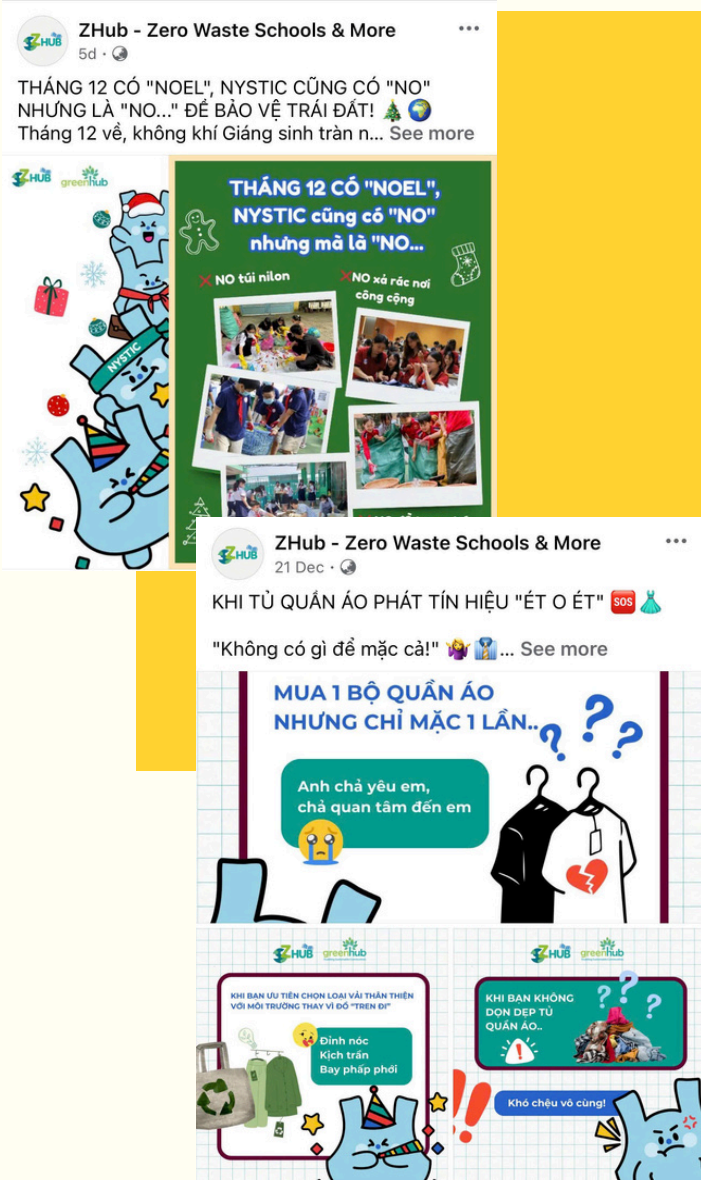 ZHub - Zero Waste Schools & More
5d ·
THÁNG 12 CÓ "NOEL", NYSTIC CŨNG CÓ "NO"
NHƯNG LÀ "NO..." ĐỂ BẢO VỆ TRÁI ĐẤT! 🎄🌍
Tháng 12 về, không khí Giáng sinh tràn n... See more
ZHUB
greenhub
THÁNG 12 CÓ "NOEL",
NYSTIC cũng có "NO"
nhưng mà là "NO...
NO túi nilon
NO xả rác nơi
công cộng
NYSTIC
ZHUB
ZHub - Zero Waste Schools & More
21 Dec ·
KHI TỦ QUẦN ÁO PHÁT TÍN HIỆU "ÉT O ÉT" 🆘👗
"Không có gì để mặc cả!" 🤷‍♀️👔... See more
MUA 1 BỘ QUẦN ÁO
NHƯNG CHỈ MẶC 1 LẦN..
???
Anh chả yêu em,
chả quan tâm đến em
ZHUB greenhub
KHI BẠN ƯU TIÊN CHỌN LOẠI VẢI THÂN THIỆN
VỚI MÔI TRƯỜNG THAY VÌ ĐỒ "TREN ĐI"
Đỉnh nóc
Kịch trần
Bay phấp phới
ZHUB greenhub
KHI BẠN KHÔNG
DỌN DẸP TỦ
QUẦN ÁO..
???
!
Khó chệu vô cùng!
!!